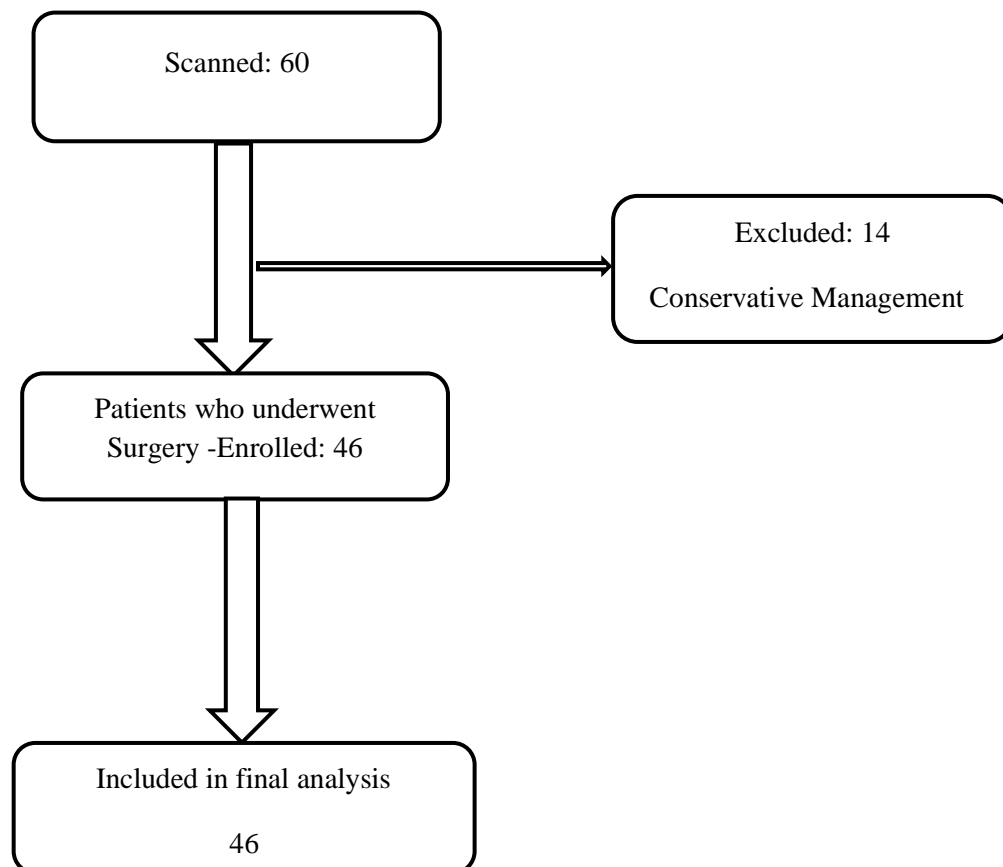 Scanned: 60
Excluded: 14
Conservative Management
Patients who underwent
Surgery -Enrolled: 46
Included in final analysis
46